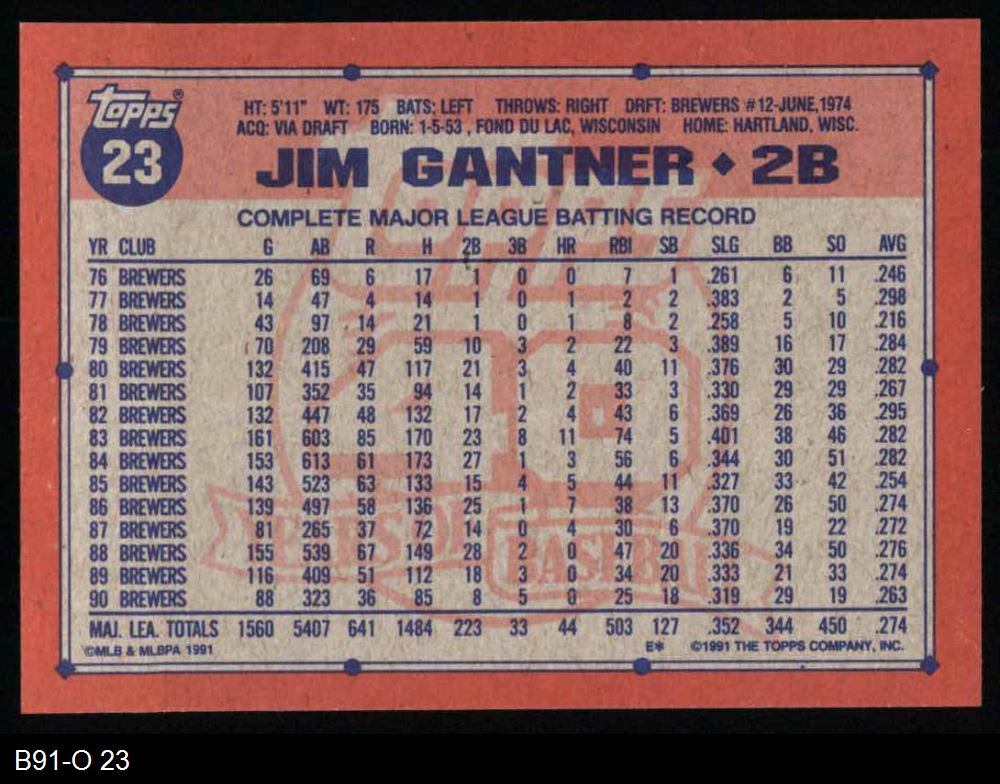 Topps®
23
HT: 5'11" WT: 175 BATS: LEFT THROWS: RIGHT DRFT: BREWERS #12-JUNE,1974
ACQ: VIA DRAFT BORN: 1-5-53 , FOND DU LAC, WISCONSIN HOME: HARTLAND, WISC.
JIM GANTNER ◆ 2B
COMPLETE MAJOR LEAGUE BATTING RECORD
YR CLUB G AB R H 2B 3B HR RBI SB SLG BB SO AVG
76 BREWERS 26 69 6 17 1 0 0 7 1 .261 6 11 .246
77 BREWERS 14 47 4 14 1 0 1 2 2 .383 2 5 .298
78 BREWERS 43 97 14 21 1 0 1 8 2 .258 5 10 .216
79 BREWERS 70 208 29 59 10 3 2 22 3 .389 16 17 .284
80 BREWERS 132 415 47 117 21 3 4 40 11 .376 30 29 .282
81 BREWERS 107 352 35 94 14 1 2 33 3 .330 29 29 .267
82 BREWERS 132 447 48 132 17 2 4 43 6 .369 26 36 .295
83 BREWERS 161 603 85 170 23 8 11 74 5 .401 38 46 .282
84 BREWERS 153 613 61 173 27 1 3 56 6 .344 30 51 .282
85 BREWERS 143 523 63 133 15 4 5 44 11 .327 33 42 .254
86 BREWERS 139 497 58 136 25 1 7 38 13 .370 26 50 .274
87 BREWERS 81 265 37 72 14 0 4 30 6 .370 19 22 .272
88 BREWERS 155 539 67 149 28 2 0 47 20 .336 34 50 .276
89 BREWERS 116 409 51 112 18 3 0 34 20 .333 21 33 .274
90 BREWERS 88 323 36 85 8 5 0 25 18 .319 29 19 .263
MAJ. LEA. TOTALS 1560 5407 641 1484 223 33 44 503 127 .352 344 450 .274
©MLB & MLBPA 1991 E* ©1991 THE TOPPS COMPANY, INC.
Topps
40
YEARS OF
BASEBALL
B91-O 23